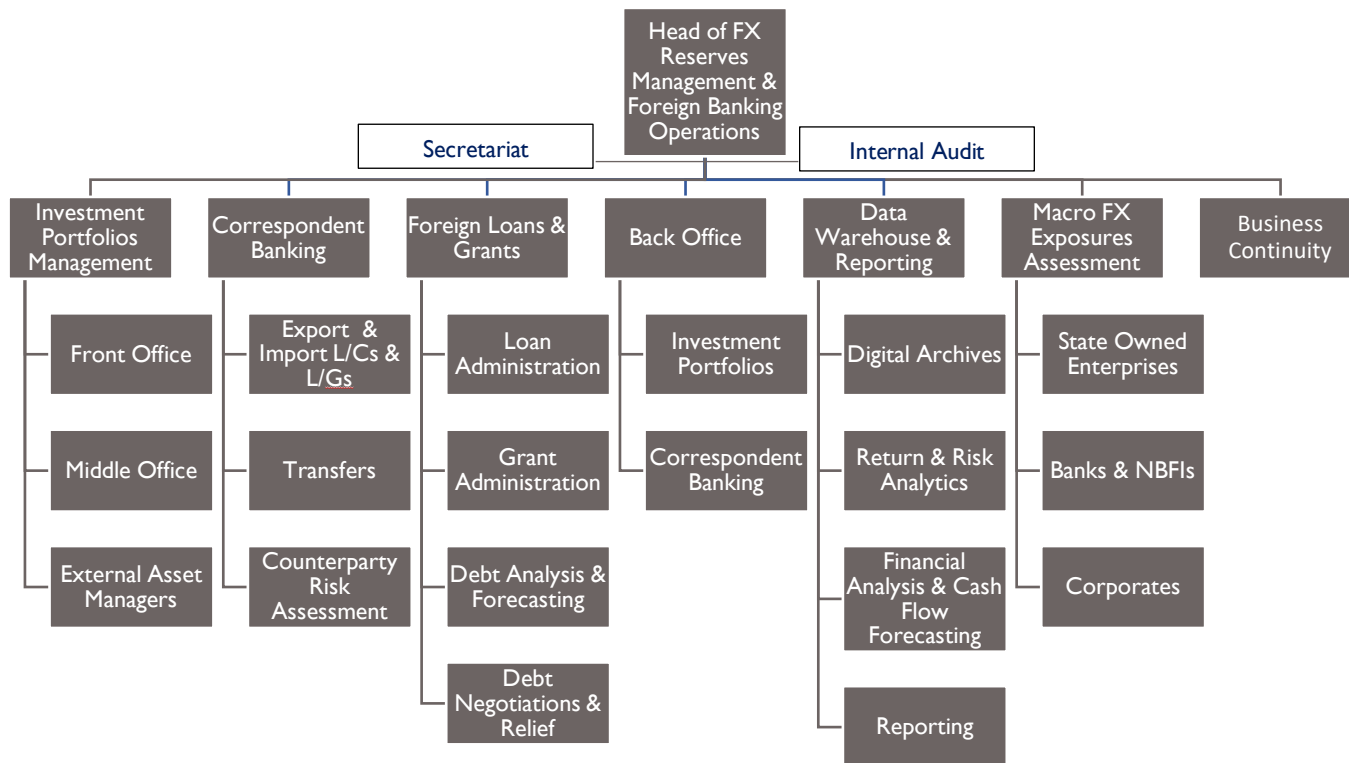 Head of FX
Reserves
Management &
Foreign Banking
Operations
Secretariat
Internal Audit
Investment
Portfolios
Management
Correspondent
Banking
Foreign Loans &
Grants
Back Office
Data
Warehouse &
Reporting
Macro FX
Exposures
Assessment
Business
Continuity
Front Office
Middle Office
External Asset
Managers
Export & 
Import L/Cs &
L/Gs
Transfers
Counterparty
Risk
Assessment
Loan
Administration
Grant
Administration
Debt Analysis &
Forecasting
Debt
Negotiations &
Relief
Investment
Portfolios
Correspondent
Banking
Digital Archives
Return & Risk
Analytics
Financial
Analysis & Cash
Flow
Forecasting
Reporting
State Owned
Enterprises
Banks & NBFIs
Corporates